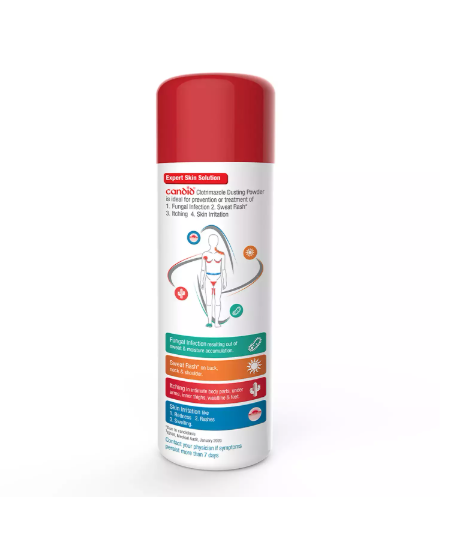 Expert Skin Solution
candid Clotrimazole Dusting Powder
is ideal for prevention or treatment of
1. Fungal Infection 2. Sweat Rash*
3. Itching 4. Skin Irritation
Fungal Infection resulting out of
sweat & moisture accumulation.
Sweat Rash* on back,
neck & shoulder.
Itching in intimate body parts, under
arms, inner thighs, waistline & feet.
Skin Irritation like
1. Redness 3. Rashes
2. Swelling
Contact your physician if symptoms
persist more than 7 days